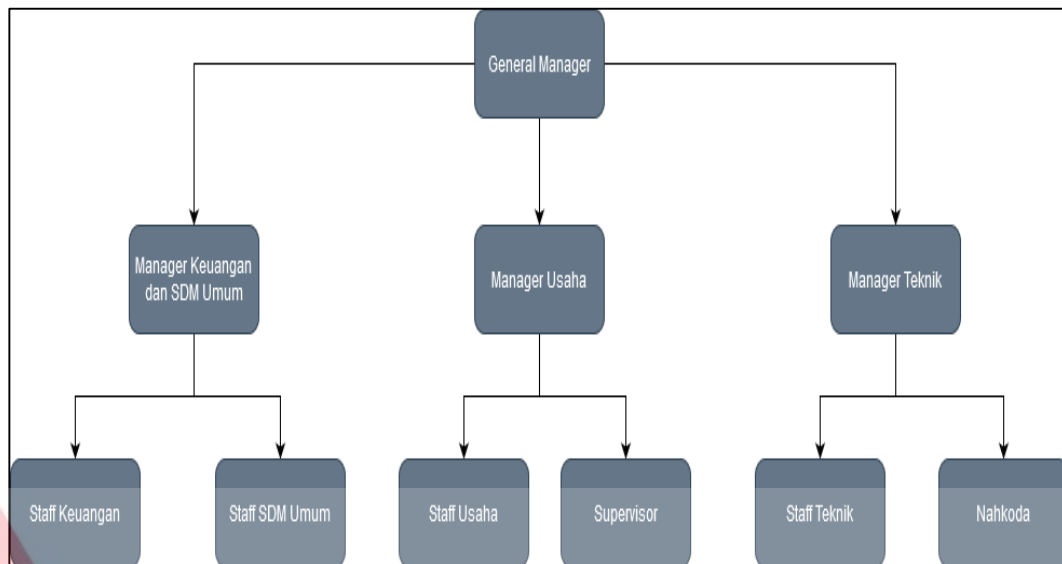 General Manager
Manager Keuangan
dan SDM Umum
Manager Usaha
Manager Teknik
Staff Keuangan
Staff SDM Umum
Staff Usaha
Supervisor
Staff Teknik
Nahkoda